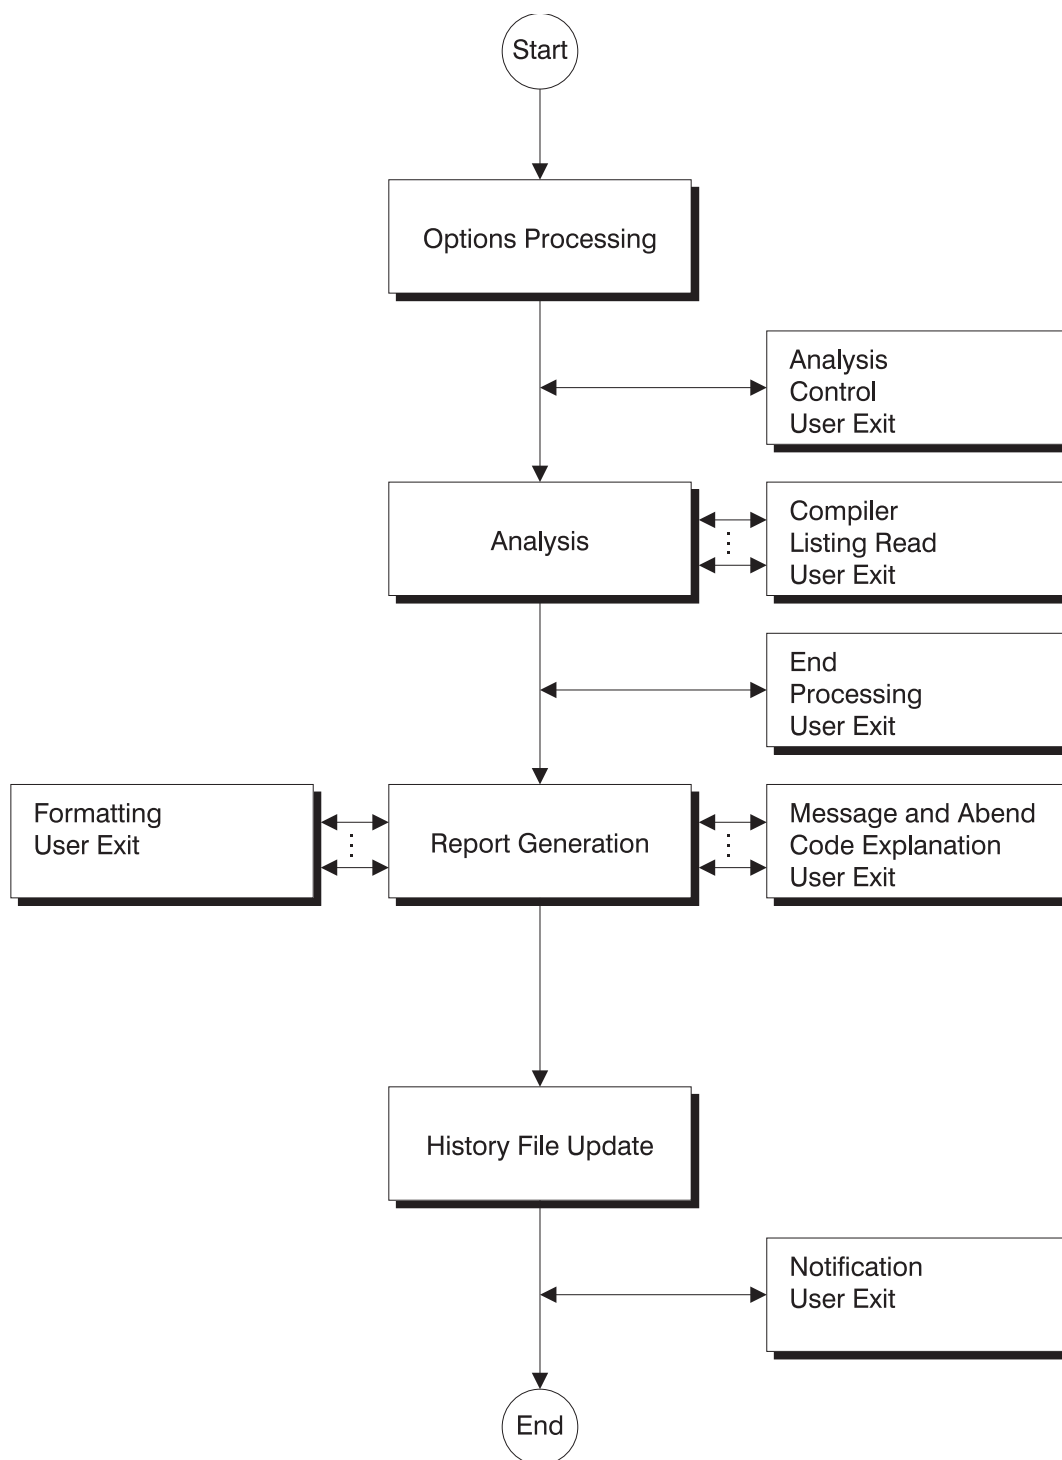 Start
Options Processing
Analysis
Control
User Exit
Analysis
Compiler
Listing Read
User Exit
End
Processing
User Exit
Formatting
User Exit
Report Generation
Message and Abend
Code Explanation
User Exit
History File Update
Notification
User Exit
End